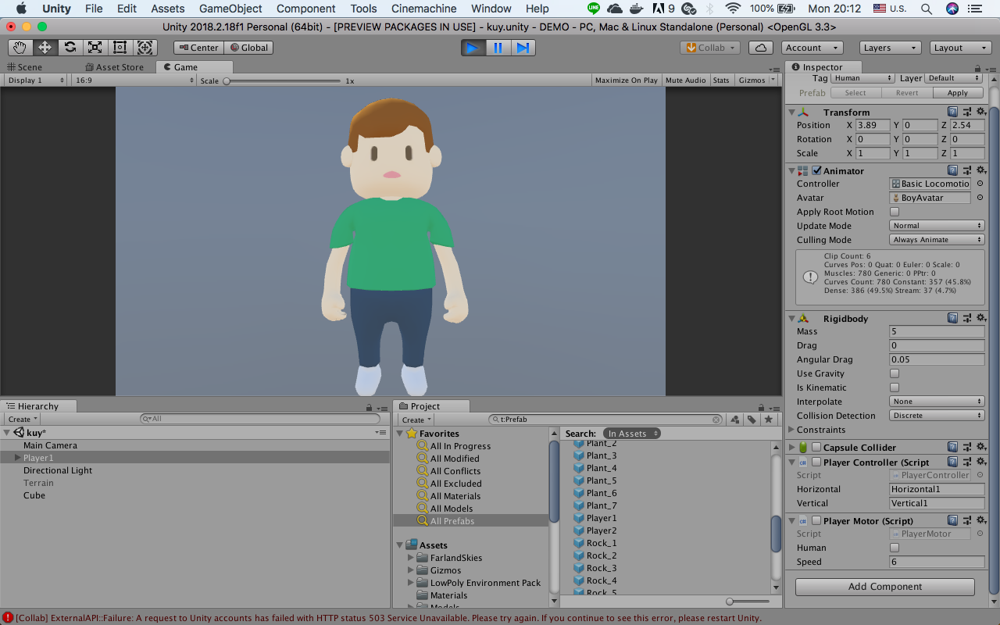 Unity File Edit Assets GameObject Component Tools Cinemachine Window Help LINE 9 100% Mon 20:12 U.S.
Unity 2018.2.18f1 Personal (64bit) - [PREVIEW PACKAGES IN USE] - kuy.unity - DEMO - PC, Mac & Linux Standalone (Personal) <OpenGL 3.3>
Center Global Collab Account Layers Layout
Scene Asset Store Game
Display 1 16:9 Scale 1x Maximize On Play Mute Audio Stats Gizmos
Inspector
Tag Human Layer Default
Prefab Select Revert Apply
Transform
Position X 3.89 Y 0 Z 2.54
Rotation X 0 Y 0 Z 0
Scale X 1 Y 1 Z 1
Animator
Controller Basic Locomotio
Avatar BoyAvatar
Apply Root Motion
Update Mode Normal
Culling Mode Always Animate
Clip Count: 6
Curves Pos: 0 Quat: 0 Euler: 0 Scale: 0
Muscles: 780 Generic: 0 PPtr: 0
Curves Count: 780 Constant: 357 (45.8%)
Dense: 386 (49.5%) Stream: 37 (4.7%)
Rigidbody
Mass 5
Drag 0
Angular Drag 0.05
Use Gravity
Is Kinematic
Interpolate None
Collision Detection Discrete
Constraints
Capsule Collider
Player Controller (Script
Script PlayerController
Horizontal Horizontal1
Vertical Vertical1
Player Motor (Script)
Script PlayerMotor
Human
Speed 6
Add Component
Hierarchy
Create All
kuy*
Main Camera
Player1
Directional Light
Terrain
Cube
Project
Create t:Prefab
Favorites
All In Progress
All Modified
All Conflicts
All Excluded
All Materials
All Models
All Prefabs
Assets
FarlandSkies
Gizmos
LowPoly Environment Pack
Materials
Models
Search: In Assets
Plant_2
Plant_3
Plant_4
Plant_5
Plant_6
Plant_7
Player1
Player2
Rock_1
Rock_2
Rock_3
Rock_4
Rock_5
[Collab] ExternalAPI::Failure: A request to Unity accounts has failed with HTTP status 503 Service Unavailable. Please try again. If you continue to see this error, please restart Unity.